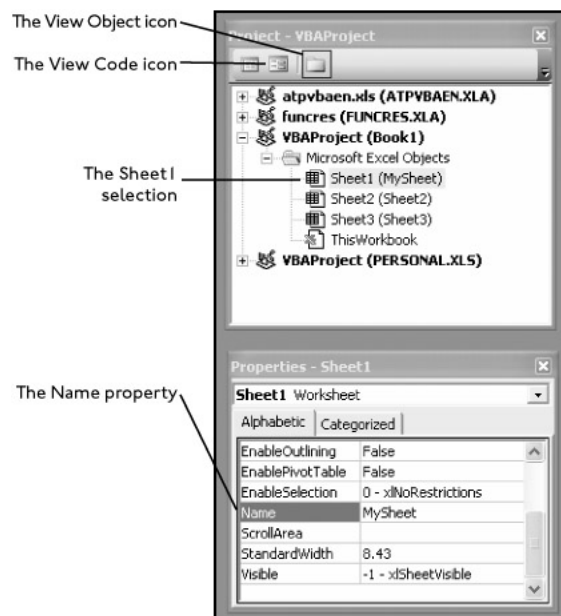 The View Object icon
Project - VBAProject
The View Code icon
atpvbaen.xls (ATPVBAEN.XLA)
funcres (FUNCRES.XLA)
VBAProject (Book1)
Microsoft Excel Objects
The Sheet1
selection
Sheet1 (MySheet)
Sheet2 (Sheet2)
Sheet3 (Sheet3)
ThisWorkbook
VBAProject (PERSONAL.XLS)
Properties - Sheet1
The Name property
Sheet1 Worksheet
Alphabetic Categorized
EnableOutlining False
EnablePivotTable False
EnableSelection 0 - xlNoRestrictions
Name MySheet
ScrollArea
StandardWidth 8.43
Visible -1 - xlSheetVisible